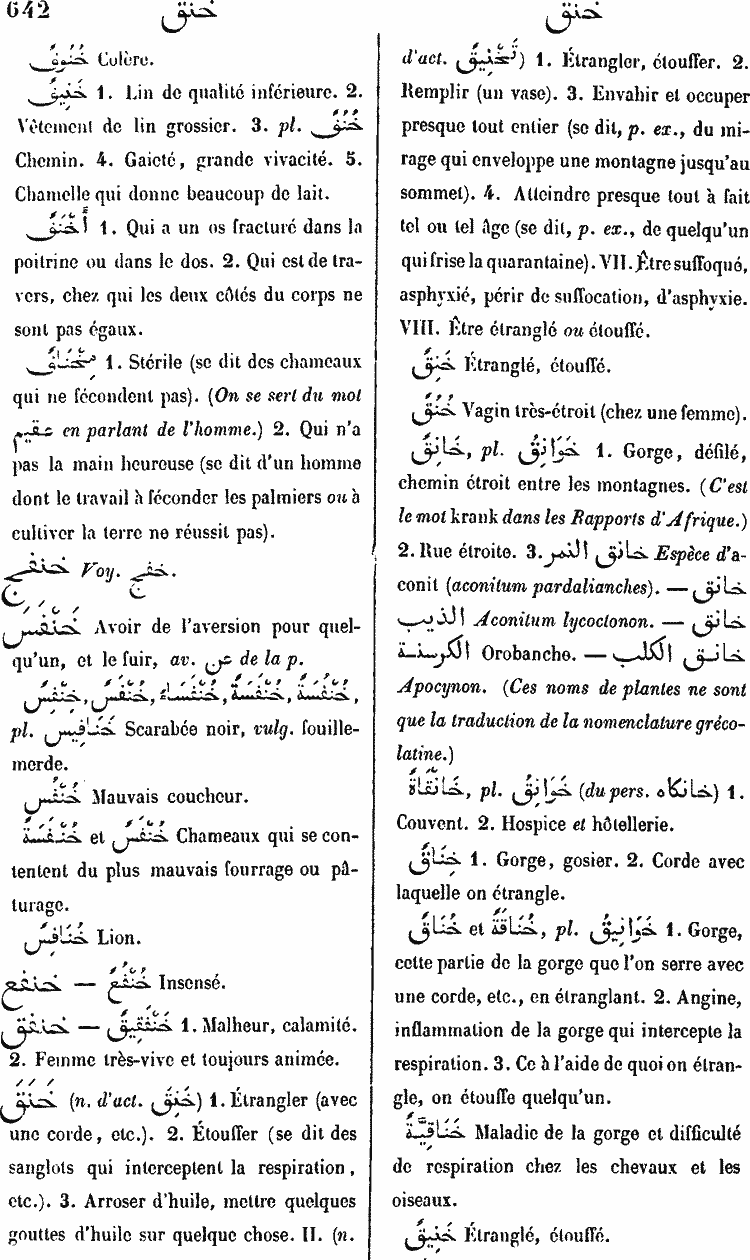 642 خنق خنق
خُنُوفٌ Colère.
خَنِيفٌ 1. Lin de qualité inférieure. 2.
Vêtement de lin grossier. 3. pl. خُنُفٌ
Chemin. 4. Gaieté, grande vivacité. 5.
Chamelle qui donne beaucoup de lait.
أَخْنَفُ 1. Qui a un os fracturé dans la
poitrine ou dans le dos. 2. Qui est de tra-
vers, chez qui les deux côtés du corps ne
sont pas égaux.
مِخْنَافٌ 1. Stérile (se dit des chameaux
qui ne fécondent pas). (On se sert du mot
عقيم en parlant de l'homme.) 2. Qui n'a
pas la main heureuse (se dit d'un homme
dont le travail à féconder les palmiers ou à
cultiver la terre ne réussit pas).
خنفج Voy. خفج.
خَنْفَسَ Avoir de l'aversion pour quel-
qu'un, et le fuir, av. عن de la p.
خُنْفَسَةٌ, خُنْفُسَةٌ, خُنْفَسَاءُ, خُنْفَسٌ, خِنْفِسٌ,
pl. خَنَافِسُ Scarabée noir, vulg. fouille-
merde.
خُنْفُسٌ Mauvais coucheur.
خُنْفُسَةٌ et خُنْفُسٌ Chameaux qui se con-
tentent du plus mauvais fourrage ou pâ-
turage.
خُنَافِسٌ Lion.
خنفع — خُنْفُعٌ Insensé.
خنفق — خَنْفَقِيقٌ 1. Malheur, calamité.
2. Femme très-vive et toujours animée.
خَنَقَ (n. d'act. خَنِقٌ) 1. Étrangler (avec
une corde, etc.). 2. Étouffer (se dit des
sanglots qui interceptent la respiration,
etc.). 3. Arroser d'huile, mettre quelques
gouttes d'huile sur quelque chose. II. (n.
d'act. تَخْنِيقٌ) 1. Étrangler, étouffer. 2.
Remplir (un vase). 3. Envahir et occuper
presque tout entier (se dit, p. ex., du mi-
rage qui enveloppe une montagne jusqu'au
sommet). 4. Atteindre presque tout à fait
tel ou tel âge (se dit, p. ex., de quelqu'un
qui frise la quarantaine). VII. Être suffoqué,
asphyxié, périr de suffocation, d'asphyxie.
VIII. Être étranglé ou étouffé.
خَنِقٌ Étranglé, étouffé.
خُنُقٌ Vagin très-étroit (chez une femme).
خَانِقٌ, pl. خَوَانِقُ 1. Gorge, défilé,
chemin étroit entre les montagnes. (C'est
le mot krank dans les Rapports d'Afrique.)
2. Rue étroite. 3. خانق النمر Espèce d'a-
conit (aconitum pardalianches). — خانق
الذيب Aconitum lycoctonon. — خانق
الكرسنة Orobanche. — خانق الكلب
Apocynon. (Ces noms de plantes ne sont
que la traduction de la nomenclature gréco-
latine.)
خَانْقَاةٌ, pl. خَوَانِقُ (du pers. خانكاه) 1.
Couvent. 2. Hospice et hôtellerie.
خِنَاقٌ 1. Gorge, gosier. 2. Corde avec
laquelle on étrangle.
خُنَاقٌ et خُنَاقَةٌ, pl. خَوَانِيقُ 1. Gorge,
cette partie de la gorge que l'on serre avec
une corde, etc., en étranglant. 2. Angine,
inflammation de la gorge qui intercepte la
respiration. 3. Ce à l'aide de quoi on étran-
gle, on étouffe quelqu'un.
خُنَاقِيَّةٌ Maladie de la gorge et difficulté
de respiration chez les chevaux et les
oiseaux.
خَنِيقٌ Étranglé, étouffé.